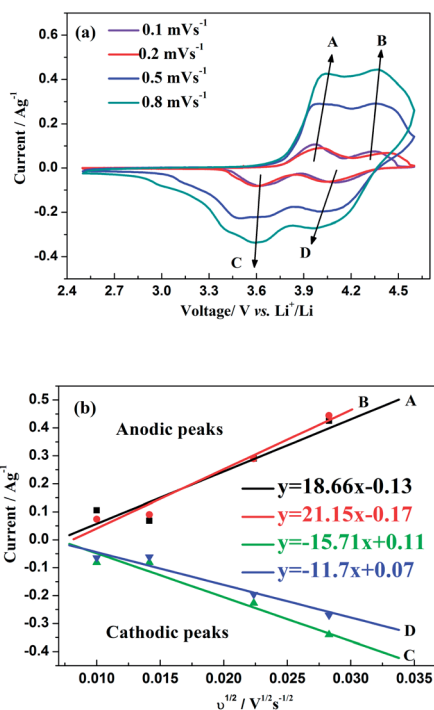 (a)
0.1 mVs-1
0.2 mVs-1
0.5 mVs-1
0.8 mVs-1
A
B
C
D
Current / Ag-1
0.4
0.2
0.0
-0.2
-0.4
2.4 2.7 3.0 3.3 3.6 3.9 4.2 4.5
Voltage/ V vs. Li+/Li
(b)
Anodic peaks
B
A
y=18.66x-0.13
y=21.15x-0.17
y=-15.71x+0.11
y=-11.7x+0.07
Cathodic peaks
D
C
Current / Ag-1
0.5
0.4
0.3
0.2
0.1
0.0
-0.1
-0.2
-0.3
-0.4
0.010 0.015 0.020 0.025 0.030 0.035
υ1/2 / V1/2s-1/2